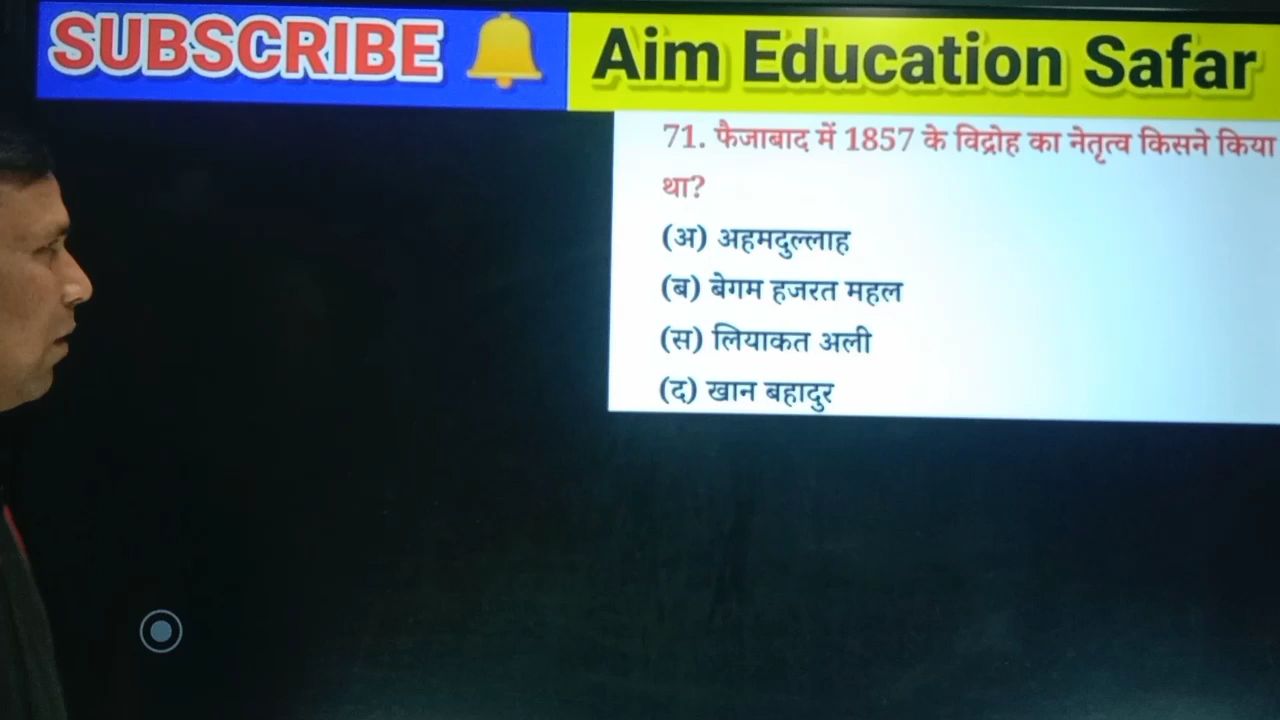 SUBSCRIBE
Aim Education Safar
71. फैजाबाद में 1857 के विद्रोह का नेतृत्व किसने किया
था?
(अ) अहमदुल्लाह
(ब) बेगम हजरत महल
(स) लियाकत अली
(द) खान बहादुर